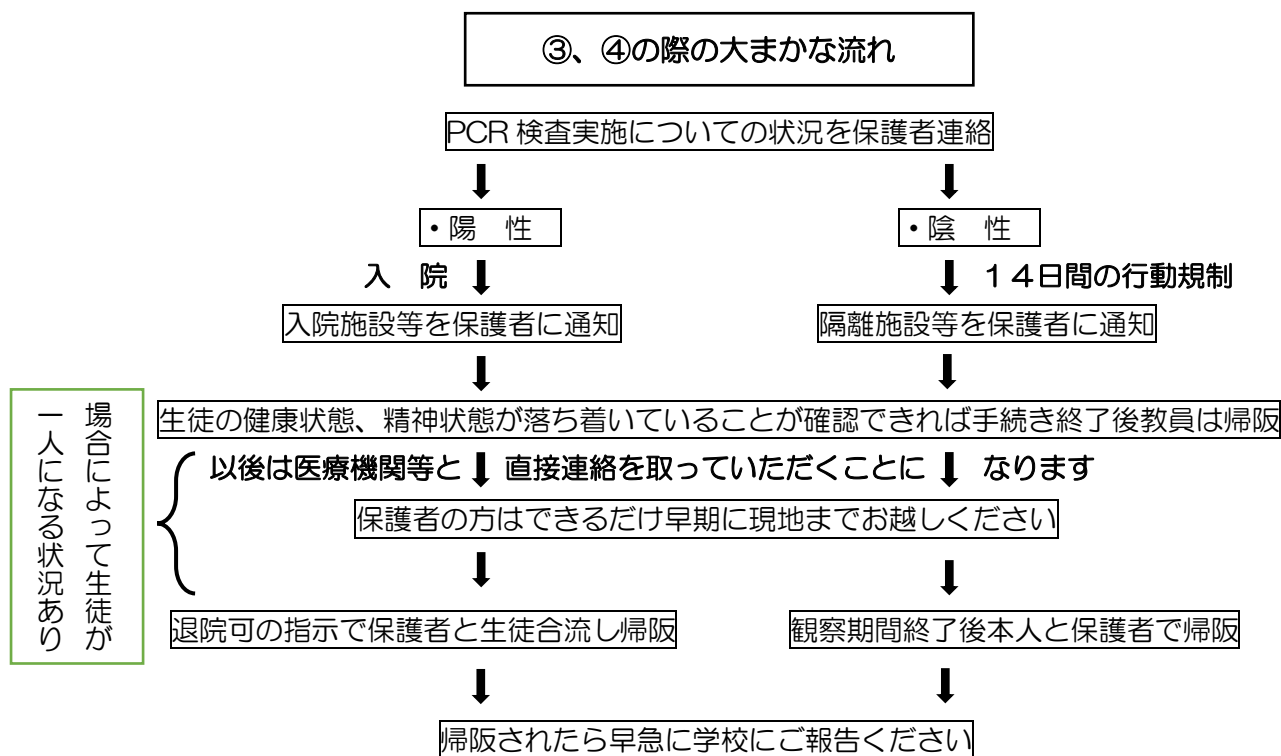 ③、④の際の大まかな流れ
PCR 検査実施についての状況を保護者連絡
・陽　性
・陰　性
入　院
１４日間の行動規制
入院施設等を保護者に通知
隔離施設等を保護者に通知
生徒の健康状態、精神状態が落ち着いていることが確認できれば手続き終了後教員は帰阪
場合によって生徒が
一人になる状況あり
以後は医療機関等と　直接連絡を取っていただくことに　なります
保護者の方はできるだけ早期に現地までお越しください
退院可の指示で保護者と生徒合流し帰阪
観察期間終了後本人と保護者で帰阪
帰阪されたら早急に学校にご報告ください